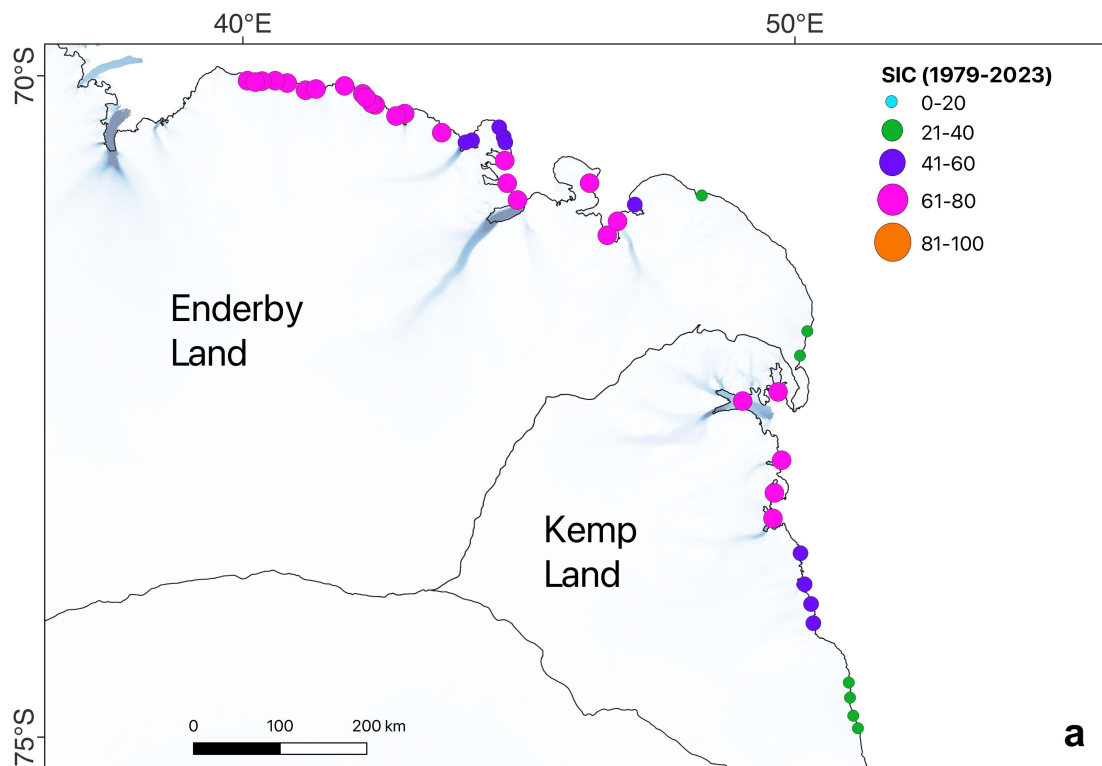 40°E
50°E
70°S
SIC (1979-2023)
0-20
21-40
41-60
61-80
81-100
Enderby
Land
Kemp
Land
0 100 200 km
75°S
a